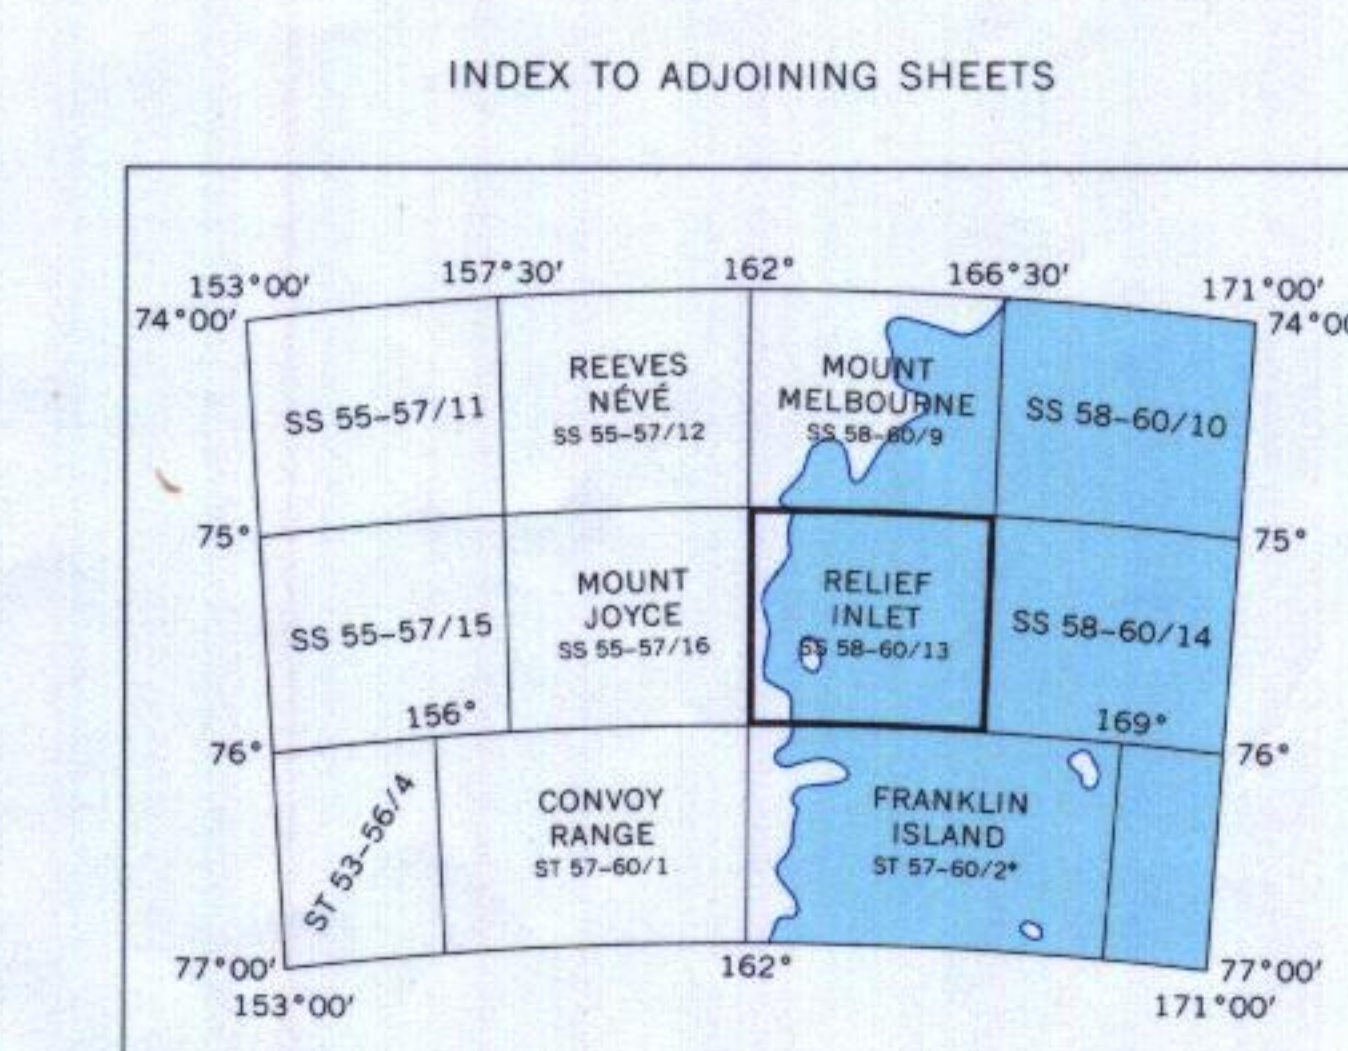 INDEX TO ADJOINING SHEETS
153°00′ 157°30′ 162° 166°30′ 171°00′
74°00′ 74°00
REEVES
NÉVÉ
SS 55–57/12
MOUNT
MELBOURNE
SS 58–60/9
SS 55–57/11
SS 58–60/10
75° 75°
SS 55–57/15
MOUNT
JOYCE
SS 55–57/16
RELIEF
INLET
SS 58–60/13
SS 58–60/14
156° 169°
76° 76°
ST 53–56/4
CONVOY
RANGE
ST 57–60/1
FRANKLIN
ISLAND
ST 57–60/2*
77°00′ 162° 77°00′
153°00′ 171°00′